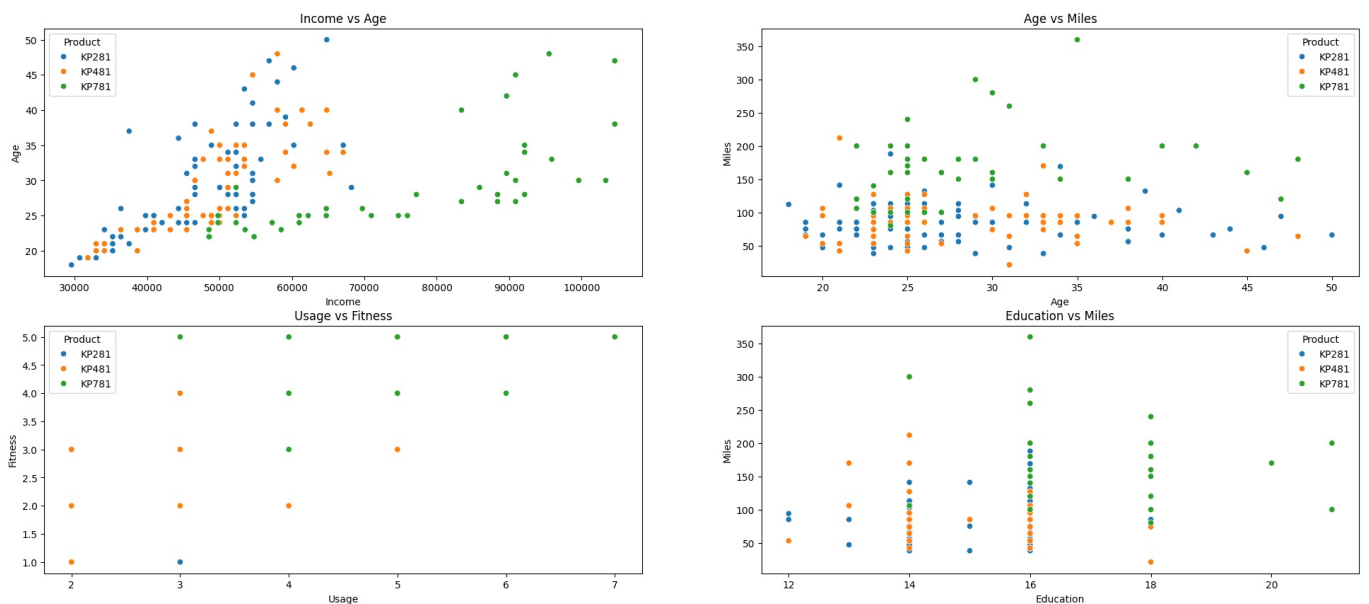 Income vs Age
Product
KP281
KP481
KP781
50
45
40
35
30
25
20
Age
30000 40000 50000 60000 70000 80000 90000 100000
Income
Age vs Miles
Product
KP281
KP481
KP781
350
300
250
200
150
100
50
Miles
20 25 30 35 40 45 50
Age
Usage vs Fitness
Product
KP281
KP481
KP781
5.0
4.5
4.0
3.5
3.0
2.5
2.0
1.5
1.0
Fitness
2 3 4 5 6 7
Usage
Education vs Miles
Product
KP281
KP481
KP781
350
300
250
200
150
100
50
Miles
12 14 16 18 20
Education